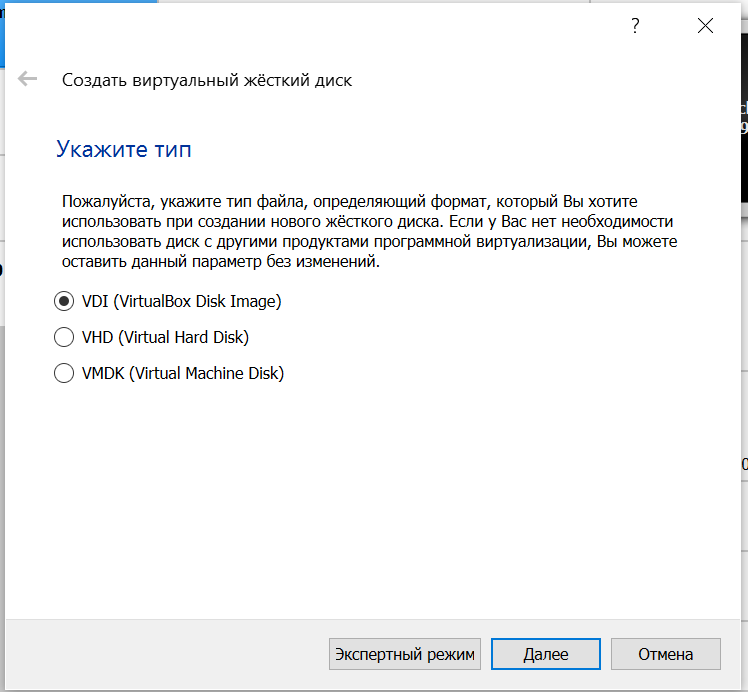 ?
Создать виртуальный жёсткий диск
Укажите тип
Пожалуйста, укажите тип файла, определяющий формат, который Вы хотите
использовать при создании нового жёсткого диска. Если у Вас нет необходимости
использовать диск с другими продуктами программной виртуализации, Вы можете
оставить данный параметр без изменений.
VDI (VirtualBox Disk Image)
VHD (Virtual Hard Disk)
VMDK (Virtual Machine Disk)
Экспертный режим
Далее
Отмена